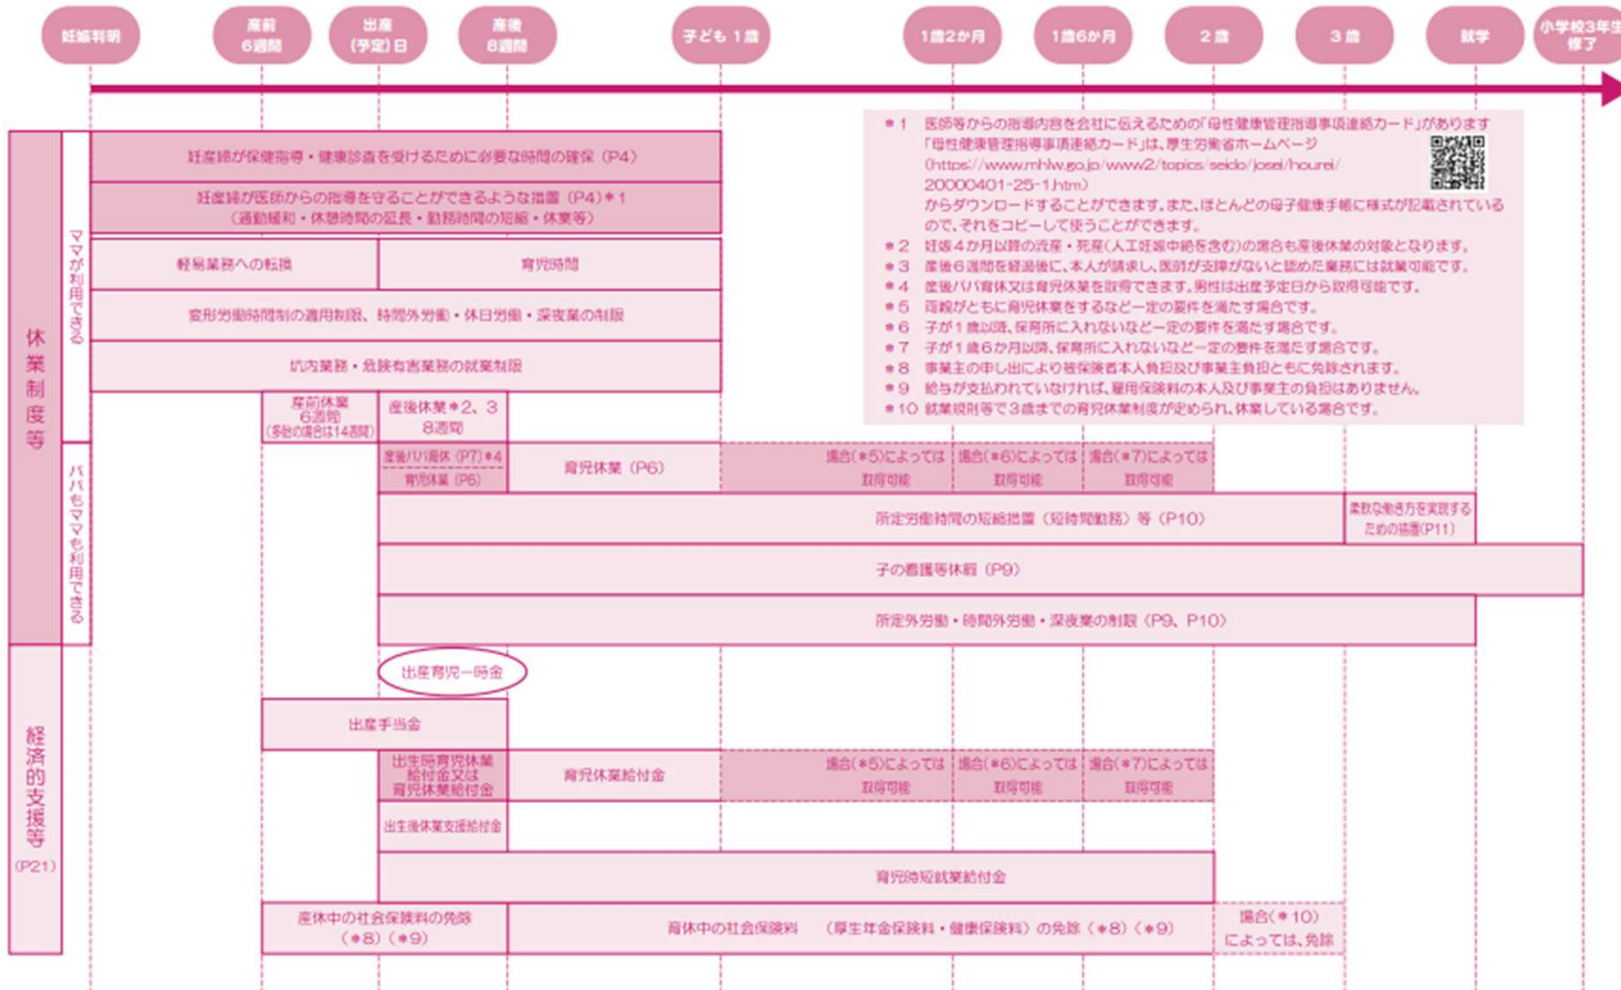 妊娠判明
産前
6週間
出産
(予定)日
産後
8週間
子ども1歳
1歳2か月
1歳6か月
2歳
3歳
就学
小学校3年生
修了
休業制度等
ママが利用できる
妊産婦が保健指導・健康診査を受けるために必要な時間の確保（P4）
妊産婦が医師からの指導を守ることができるような措置（P4）＊1
（通勤緩和・休憩時間の延長・勤務時間の短縮・休業等）
軽易業務への転換
育児時間
変形労働時間制の適用制限、時間外労働・休日労働・深夜業の制限
坑内業務・危険有害業務の就業制限
産前休業
6週間
(多胎の場合は14週間)
産後休業＊2、3
8週間
＊1 医師等からの指導内容を会社に伝えるための「母性健康管理指導事項連絡カード」があります
「母性健康管理指導事項連絡カード」は、厚生労働省ホームページ
(https://www.mhlw.go.jp/www2/topics/seido/josei/hourei/
20000401-25-1.htm)
からダウンロードすることができます。また、ほとんどの母子健康手帳に様式が記載されている
ので、それをコピーして使うことができます。
＊2 妊娠4か月以降の流産・死産(人工妊娠中絶を含む)の場合も産後休業の対象となります。
＊3 産後6週間を経過後に、本人が請求し、医師が支障がないと認めた業務には就業可能です。
＊4 産後パパ育休又は育児休業を取得できます。男性は出産予定日から取得可能です。
＊5 両親がともに育児休業をするなど一定の要件を満たす場合です。
＊6 子が1歳以降、保育所に入れないなど一定の要件を満たす場合です。
＊7 子が1歳6か月以降、保育所に入れないなど一定の要件を満たす場合です。
＊8 事業主の申し出により被保険者本人負担及び事業主負担ともに免除されます。
＊9 給与が支払われていなければ、雇用保険料の本人及び事業主の負担はありません。
＊10 就業規則等で3歳までの育児休業制度が定められ、休業している場合です。
パパもママも利用できる
産後パパ育休（P7）＊4
育児休業（P6）
育児休業（P6）
場合(＊5)によっては
取得可能
場合(＊6)によっては
取得可能
場合(＊7)によっては
取得可能
所定労働時間の短縮措置（短時間勤務）等（P10）
柔軟な働き方を実現する
ための措置(P11)
子の看護等休暇（P9）
所定外労働・時間外労働・深夜業の制限（P9、P10）
経済的支援等
(P21)
出産育児一時金
出産手当金
出生時育児休業
給付金又は
育児休業給付金
育児休業給付金
場合(＊5)によっては
取得可能
場合(＊6)によっては
取得可能
場合(＊7)によっては
取得可能
出生後休業支援給付金
育児時短就業給付金
産休中の社会保険料の免除
（＊8）（＊9）
育休中の社会保険料 （厚生年金保険料・健康保険料）の免除（＊8）（＊9）
場合(＊10)
によっては、免除